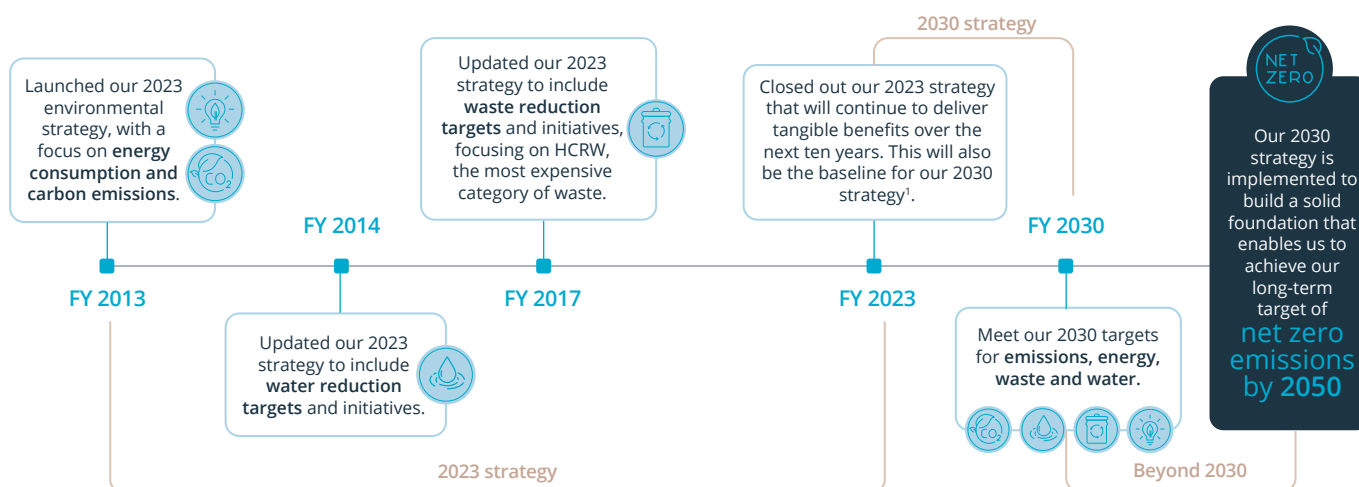 2030 strategy
Launched our 2023
environmental
strategy, with a
focus on energy
consumption and
carbon emissions.
CO2
FY 2013
FY 2014
Updated our 2023
strategy to include
water reduction
targets and initiatives.
Updated our 2023
strategy to include
waste reduction
targets and initiatives,
focusing on HCRW,
the most expensive
category of waste.
FY 2017
Closed out our 2023 strategy
that will continue to deliver
tangible benefits over the
next ten years. This will also
be the baseline for our 2030
strategy1.
FY 2023
FY 2030
Meet our 2030 targets
for emissions, energy,
waste and water.
CO2
2023 strategy
Beyond 2030
NET
ZERO
Our 2030
strategy is
implemented to
build a solid
foundation that
enables us to
achieve our
long-term
target of
net zero
emissions
by 2050